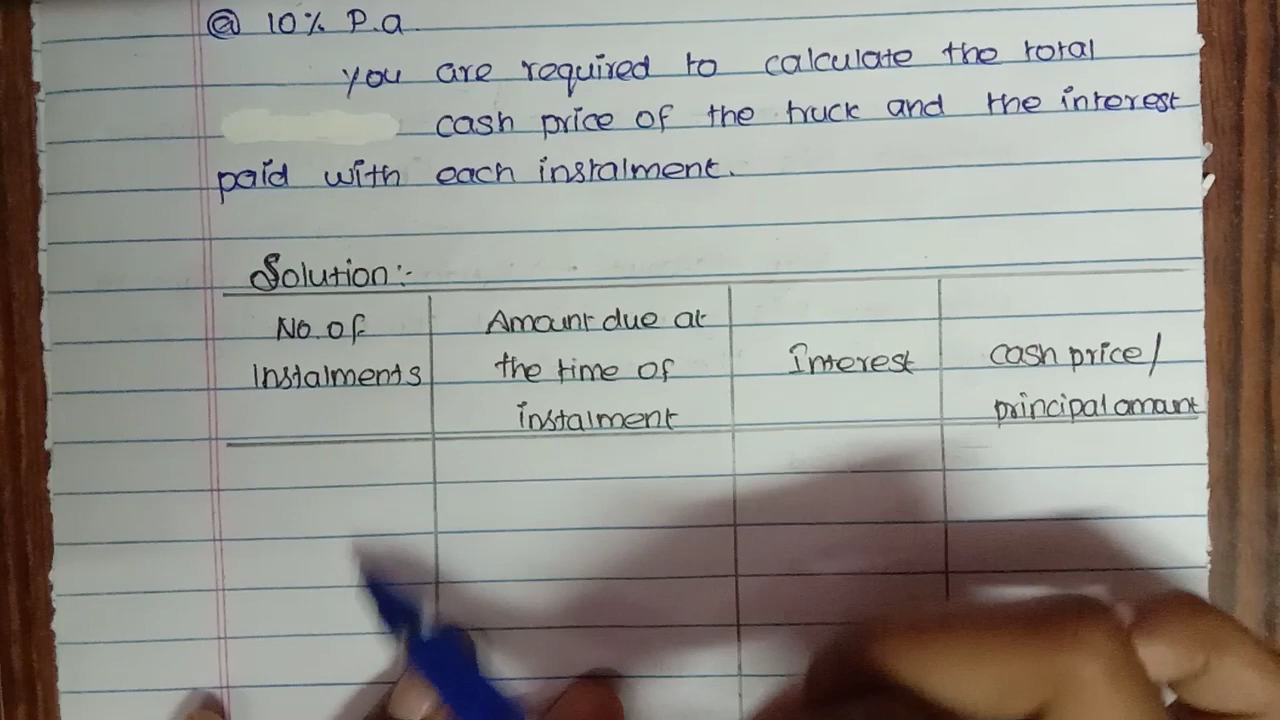 @ 10% P.a
you are required to calculate the total
cash price of the truck and the interest
paid with each instalment.
Solution:-
No. of
Instalments
Amount due at
the time of
instalment
Interest
cash price/
principal amount